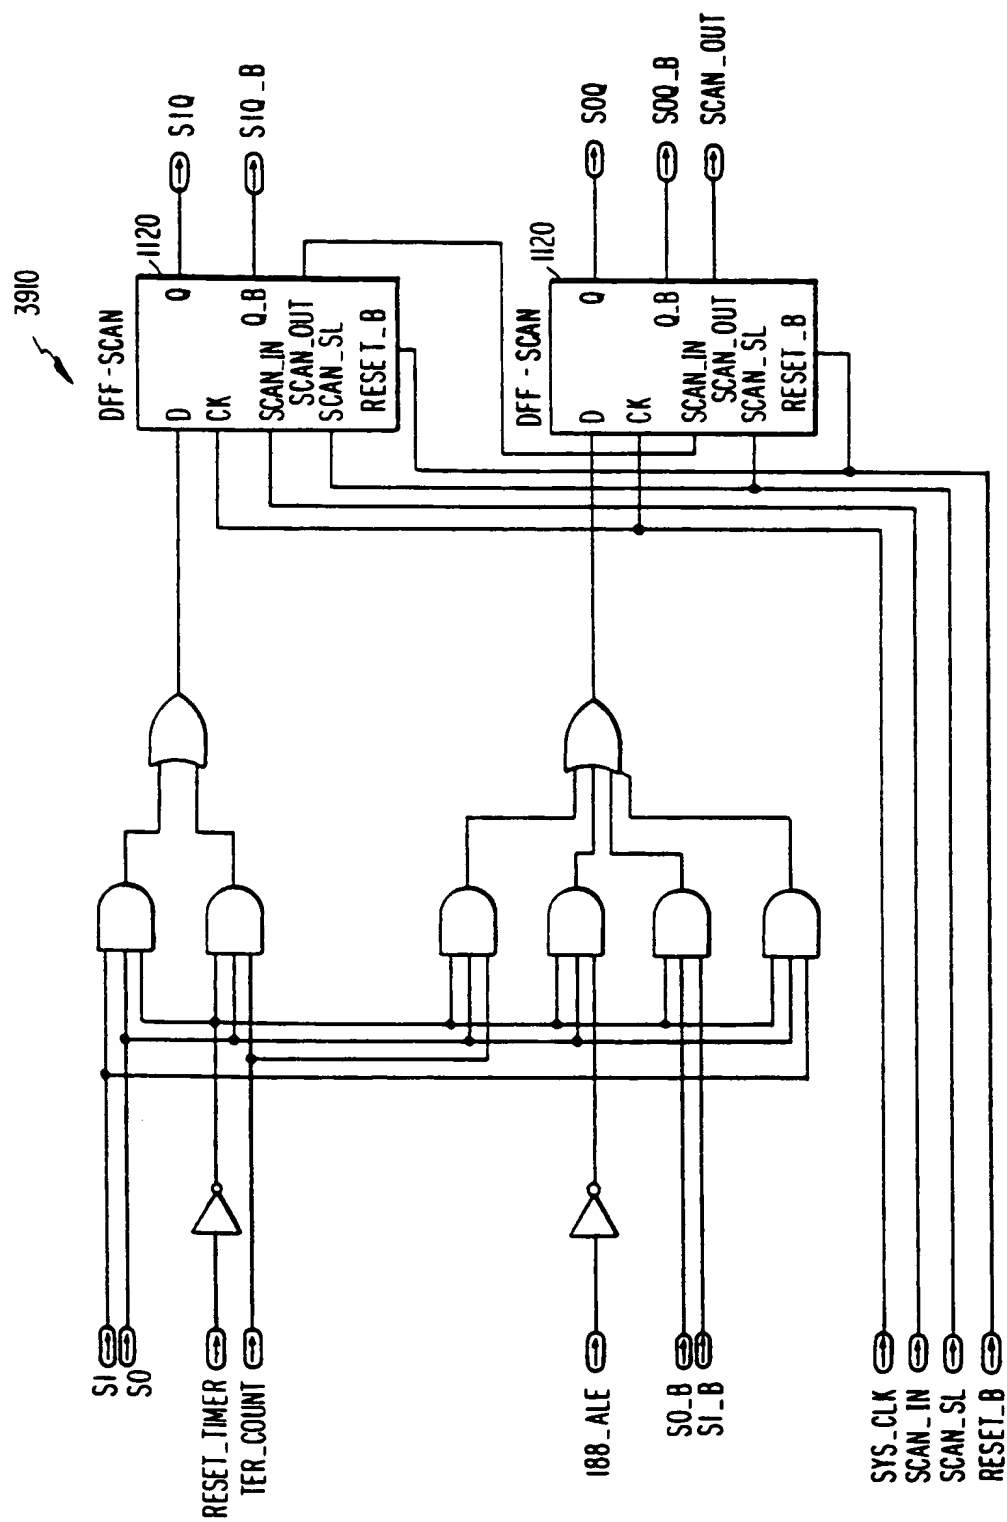 3910
DFF-SCAN
1120
D
Q
S1Q
CK
Q_B
S1Q_B
SCAN_IN
SCAN_OUT
SCAN_SL
RESET_B
DFF-SCAN
1120
D
Q
S0Q
CK
Q_B
S0Q_B
SCAN_IN
SCAN_OUT
SCAN_OUT
SCAN_SL
RESET_B
S1
S0
RESET_TIMER
TER_COUNT
188_ALE
S0_B
S1_B
SYS_CLK
SCAN_IN
SCAN_SL
RESET_B